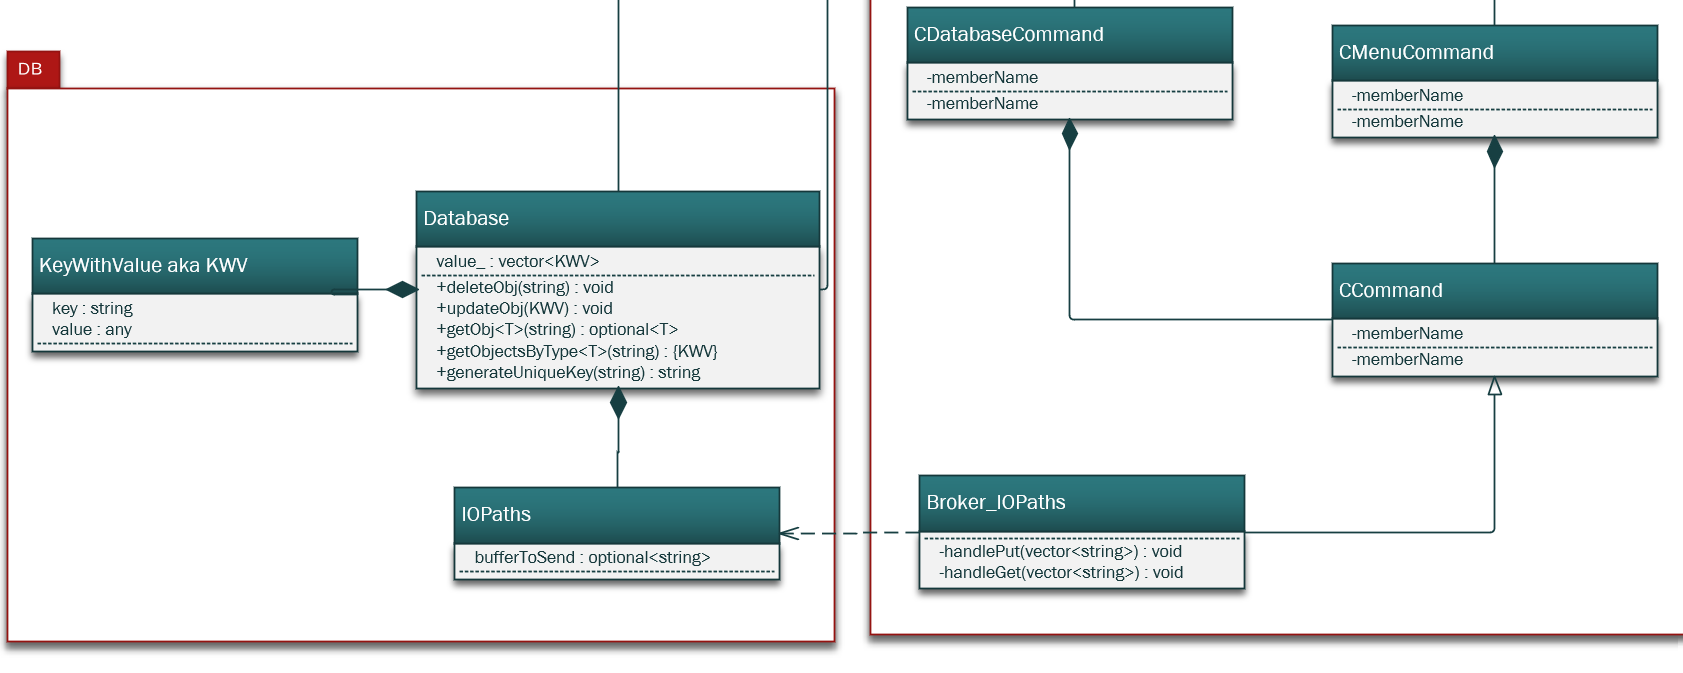 DB
KeyWithValue aka KWV
key : string
value : any
Database
value_ : vector<KWV>
+deleteObj(string) : void
+updateObj(KWV) : void
+getObj<T>(string) : optional<T>
+getObjectsByType<T>(string) : {KWV}
+generateUniqueKey(string) : string
IOPaths
bufferToSend : optional<string>
CDatabaseCommand
-memberName
-memberName
CMenuCommand
-memberName
-memberName
CCommand
-memberName
-memberName
Broker_IOPaths
-handlePut(vector<string>) : void
-handleGet(vector<string>) : void